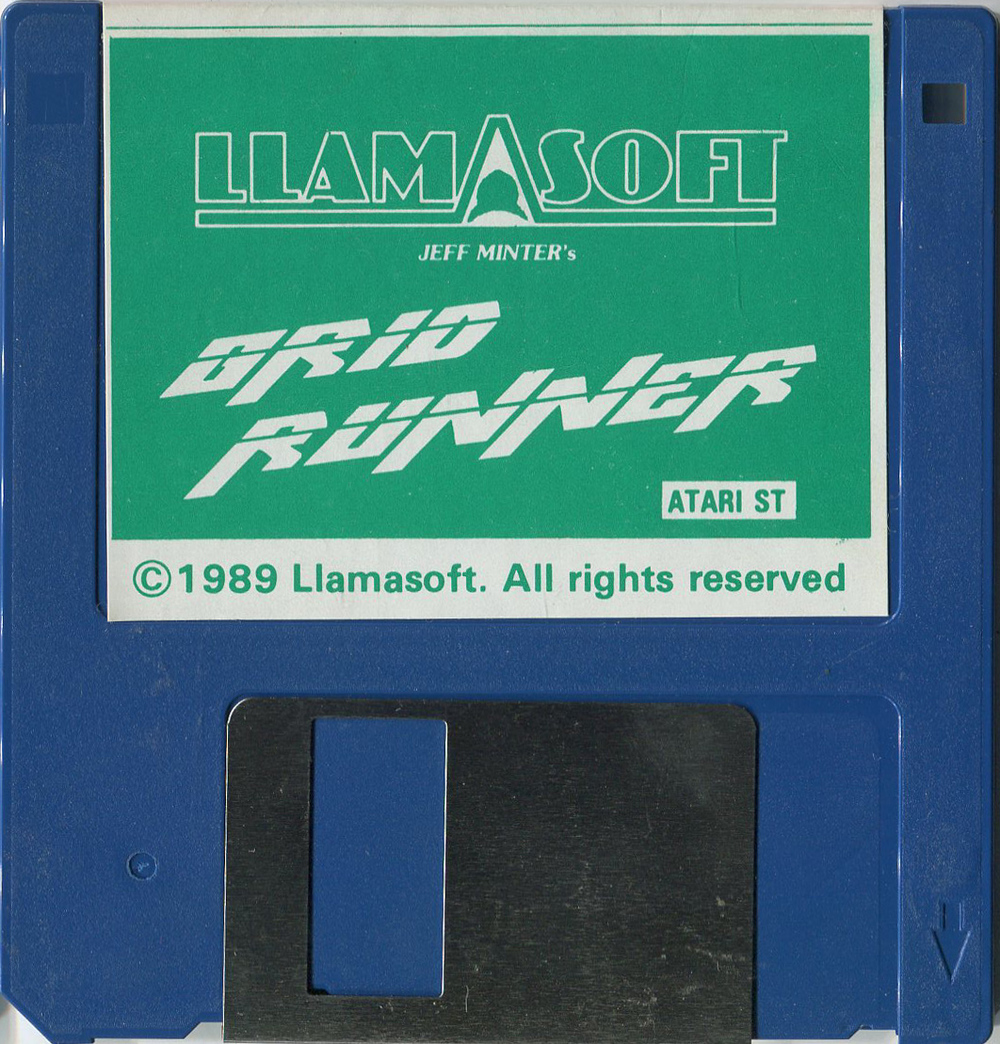 LLAMASOFT
JEFF MINTER's
GRID
RUNNER
ATARI ST
©1989 Llamasoft. All rights reserved